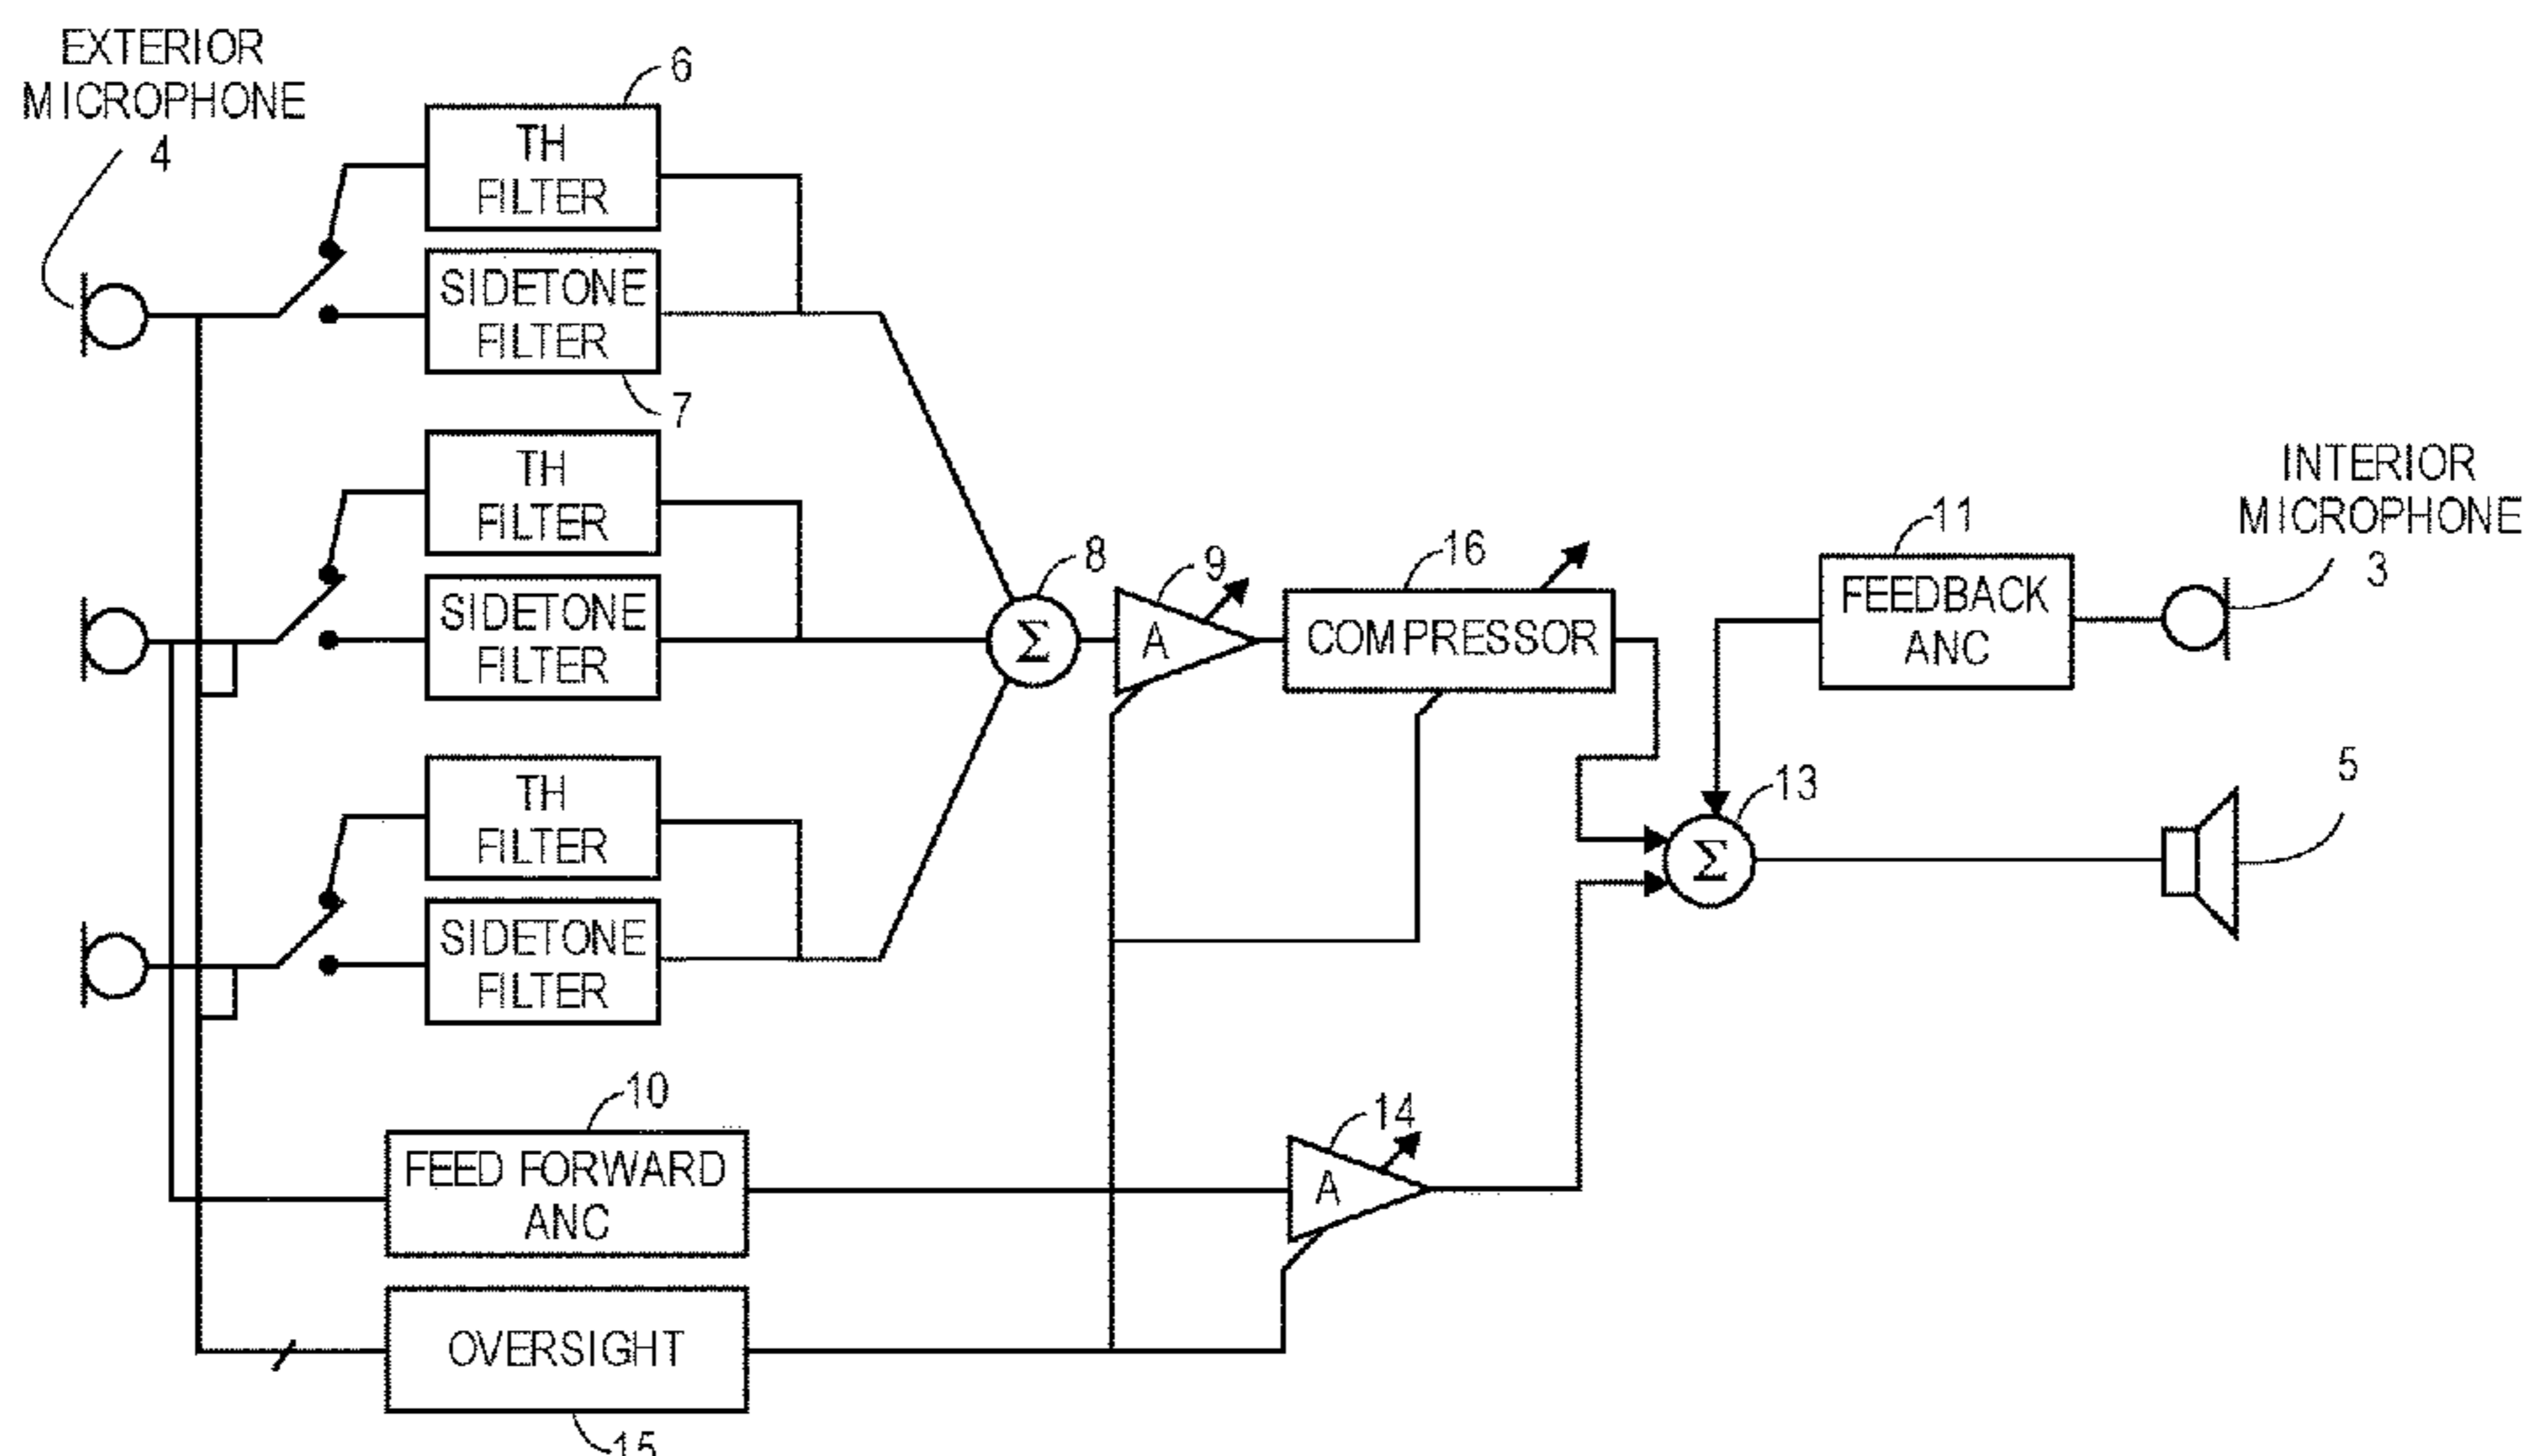 EXTERIOR
MICROPHONE
4
6
TH
FILTER
SIDETONE
FILTER
7
TH
FILTER
SIDETONE
FILTER
TH
FILTER
SIDETONE
FILTER
8
Σ
9
A
16
COMPRESSOR
11
FEEDBACK
ANC
INTERIOR
MICROPHONE
3
13
Σ
5
10
FEED FORWARD
ANC
14
A
OVERSIGHT
15